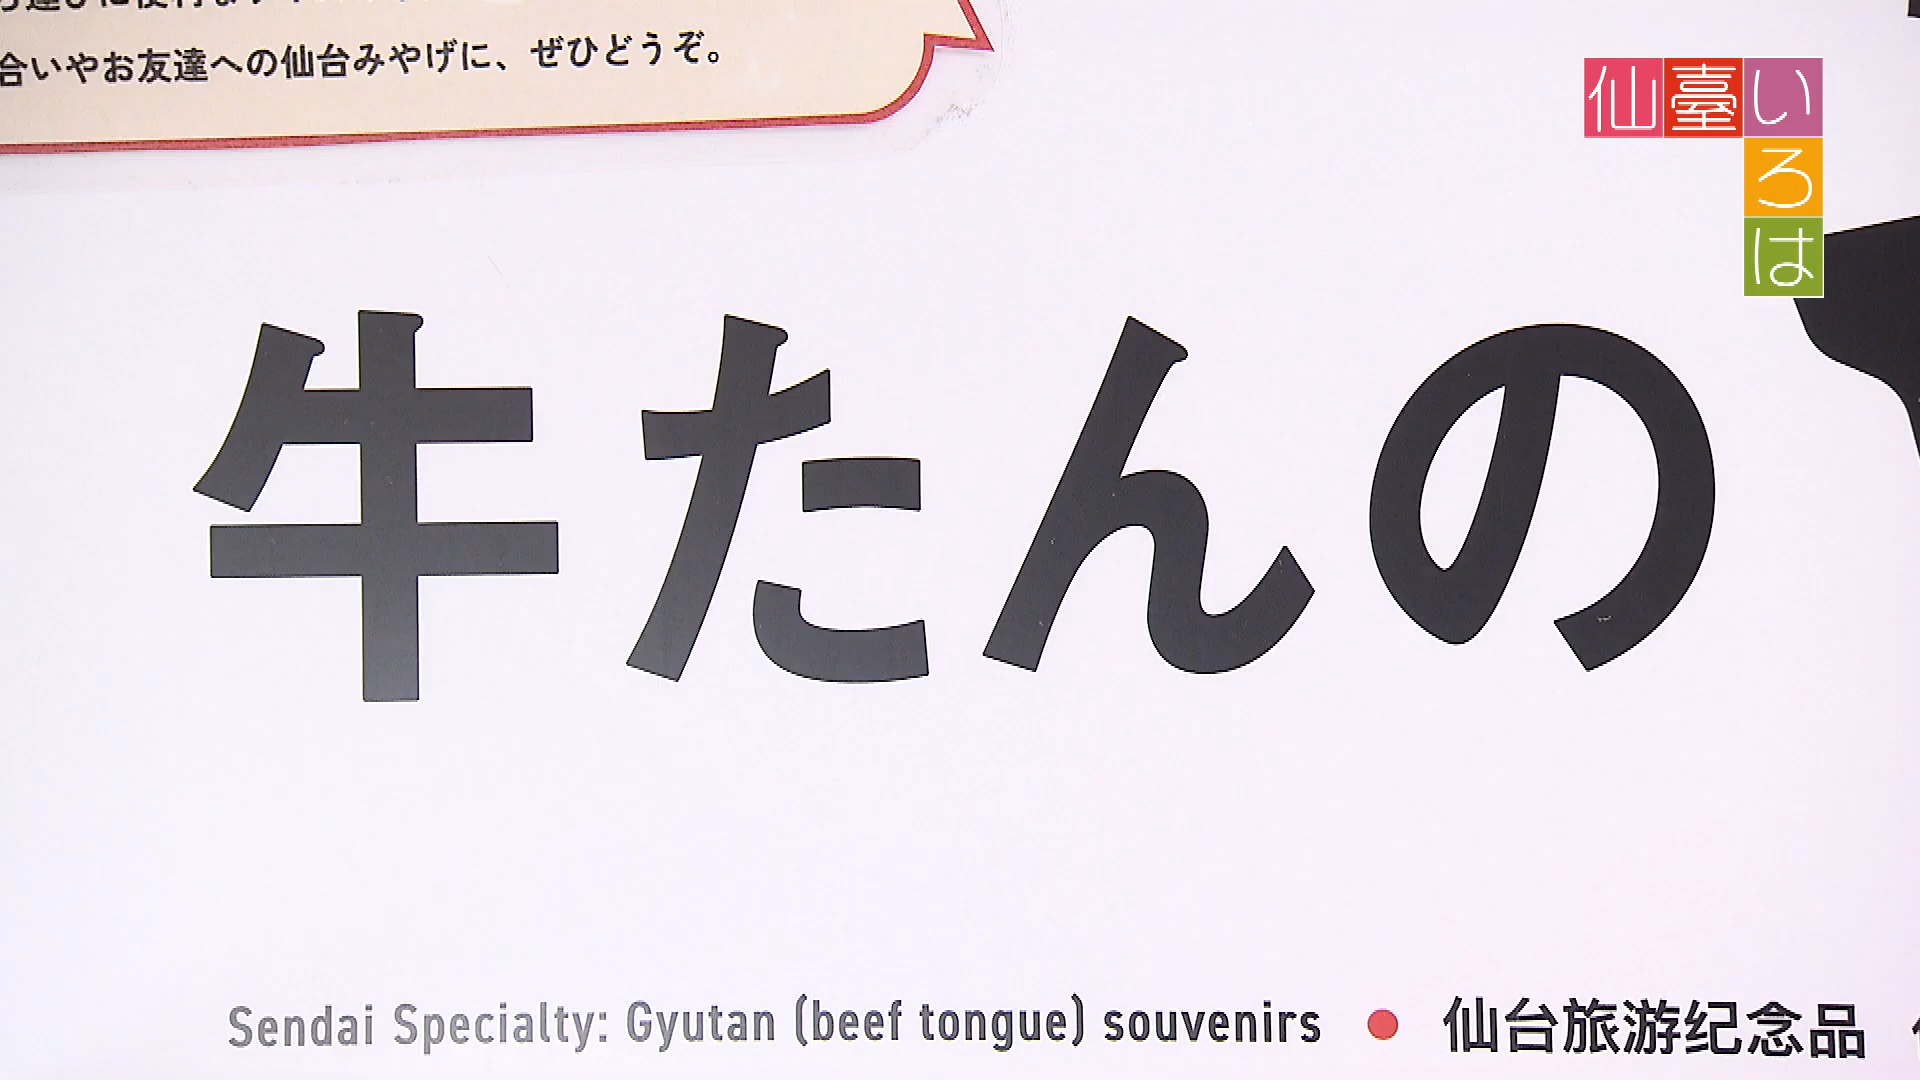 合いやお友達への仙台みやげに、ぜひどうぞ。
仙臺いろは
牛たんの
Sendai Specialty: Gyutan (beef tongue) souvenirs ● 仙台旅游纪念品